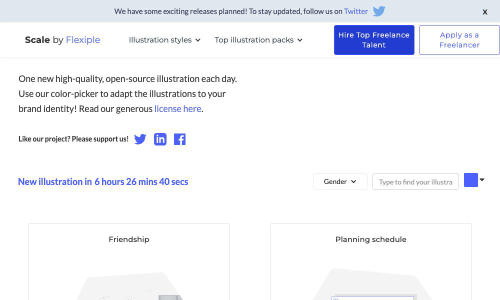 We have some exciting releases planned! To stay updated, follow us on Twitter
x
Scale by Flexiple
Illustration styles
Top illustration packs
Hire Top Freelance
Talent
Apply as a
Freelancer
One new high-quality, open-source illustration each day.
Use our color-picker to adapt the illustrations to your
brand identity! Read our generous license here.
Like our project? Please support us!
New illustration in 6 hours 26 mins 40 secs
Gender
Type to find your illustra
Friendship
Planning schedule